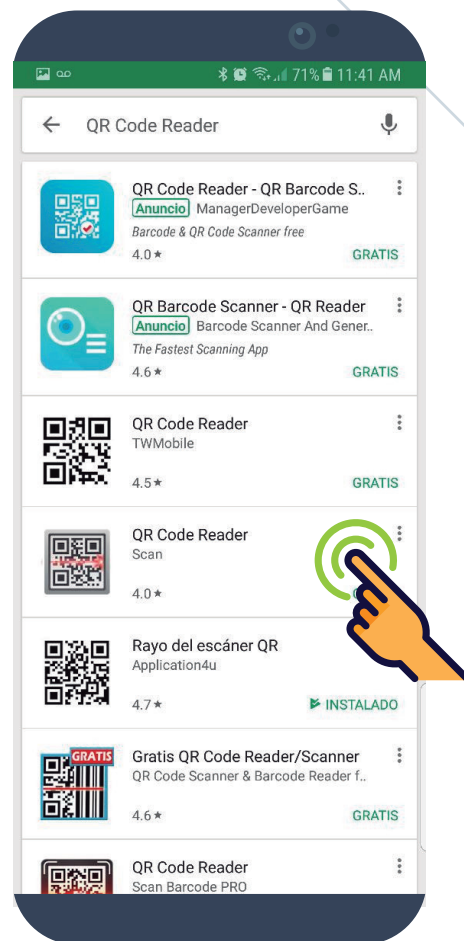 71% 11:41 AM
QR Code Reader
QR Code Reader - QR Barcode S..
Anuncio ManagerDeveloperGame
Barcode & QR Code Scanner free
4.0★ GRATIS
QR Barcode Scanner - QR Reader
Anuncio Barcode Scanner And Gener..
The Fastest Scanning App
4.6★ GRATIS
QR Code Reader
TWMobile
4.5★ GRATIS
QR Code Reader
Scan
4.0★
Rayo del escáner QR
Application4u
4.7★ INSTALADO
GRATIS
Gratis QR Code Reader/Scanner
QR Code Scanner & Barcode Reader f..
4.6★ GRATIS
QR Code Reader
Scan Barcode PRO